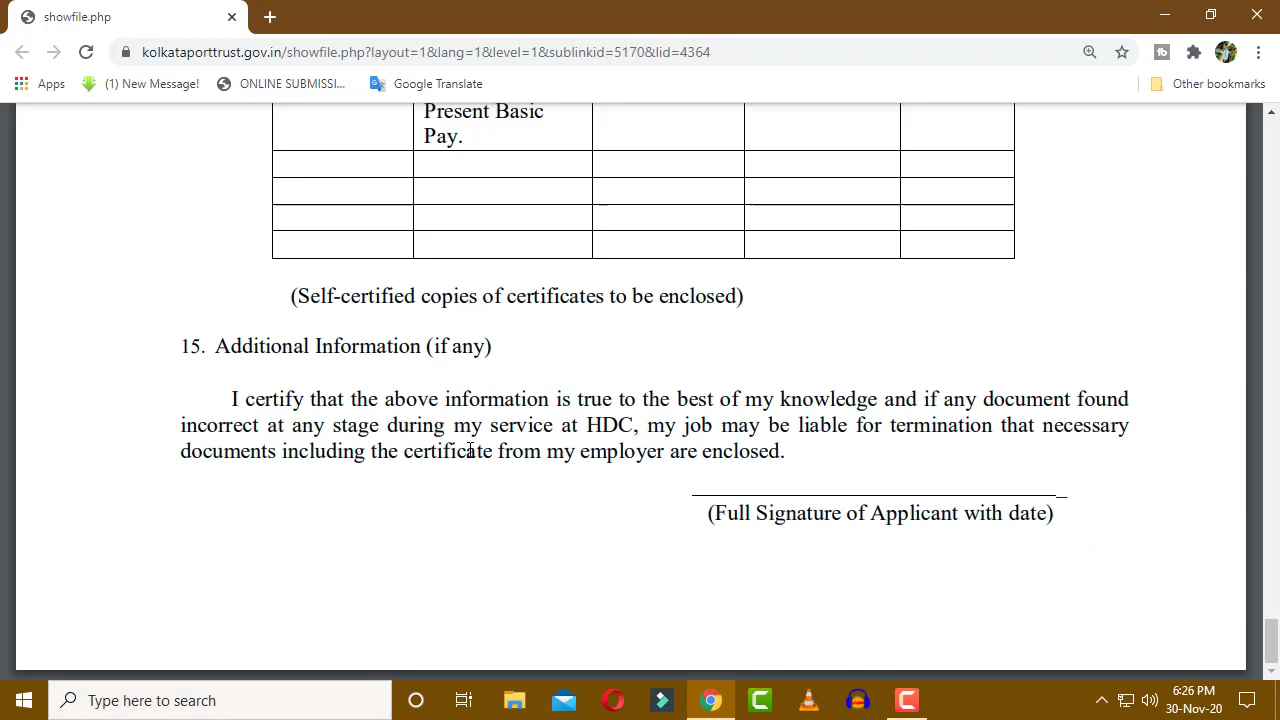 showfile.php
kolkataporttrust.gov.in/showfile.php?layout=1&lang=1&level=1&sublinkid=5170&lid=4364
Apps (1) New Message! ONLINE SUBMISSI... Google Translate Other bookmarks
Present Basic
Pay.
(Self-certified copies of certificates to be enclosed)
15. Additional Information (if any)
I certify that the above information is true to the best of my knowledge and if any document found
incorrect at any stage during my service at HDC, my job may be liable for termination that necessary
documents including the certificate from my employer are enclosed.
(Full Signature of Applicant with date)
Type here to search
6:26 PM
30-Nov-20